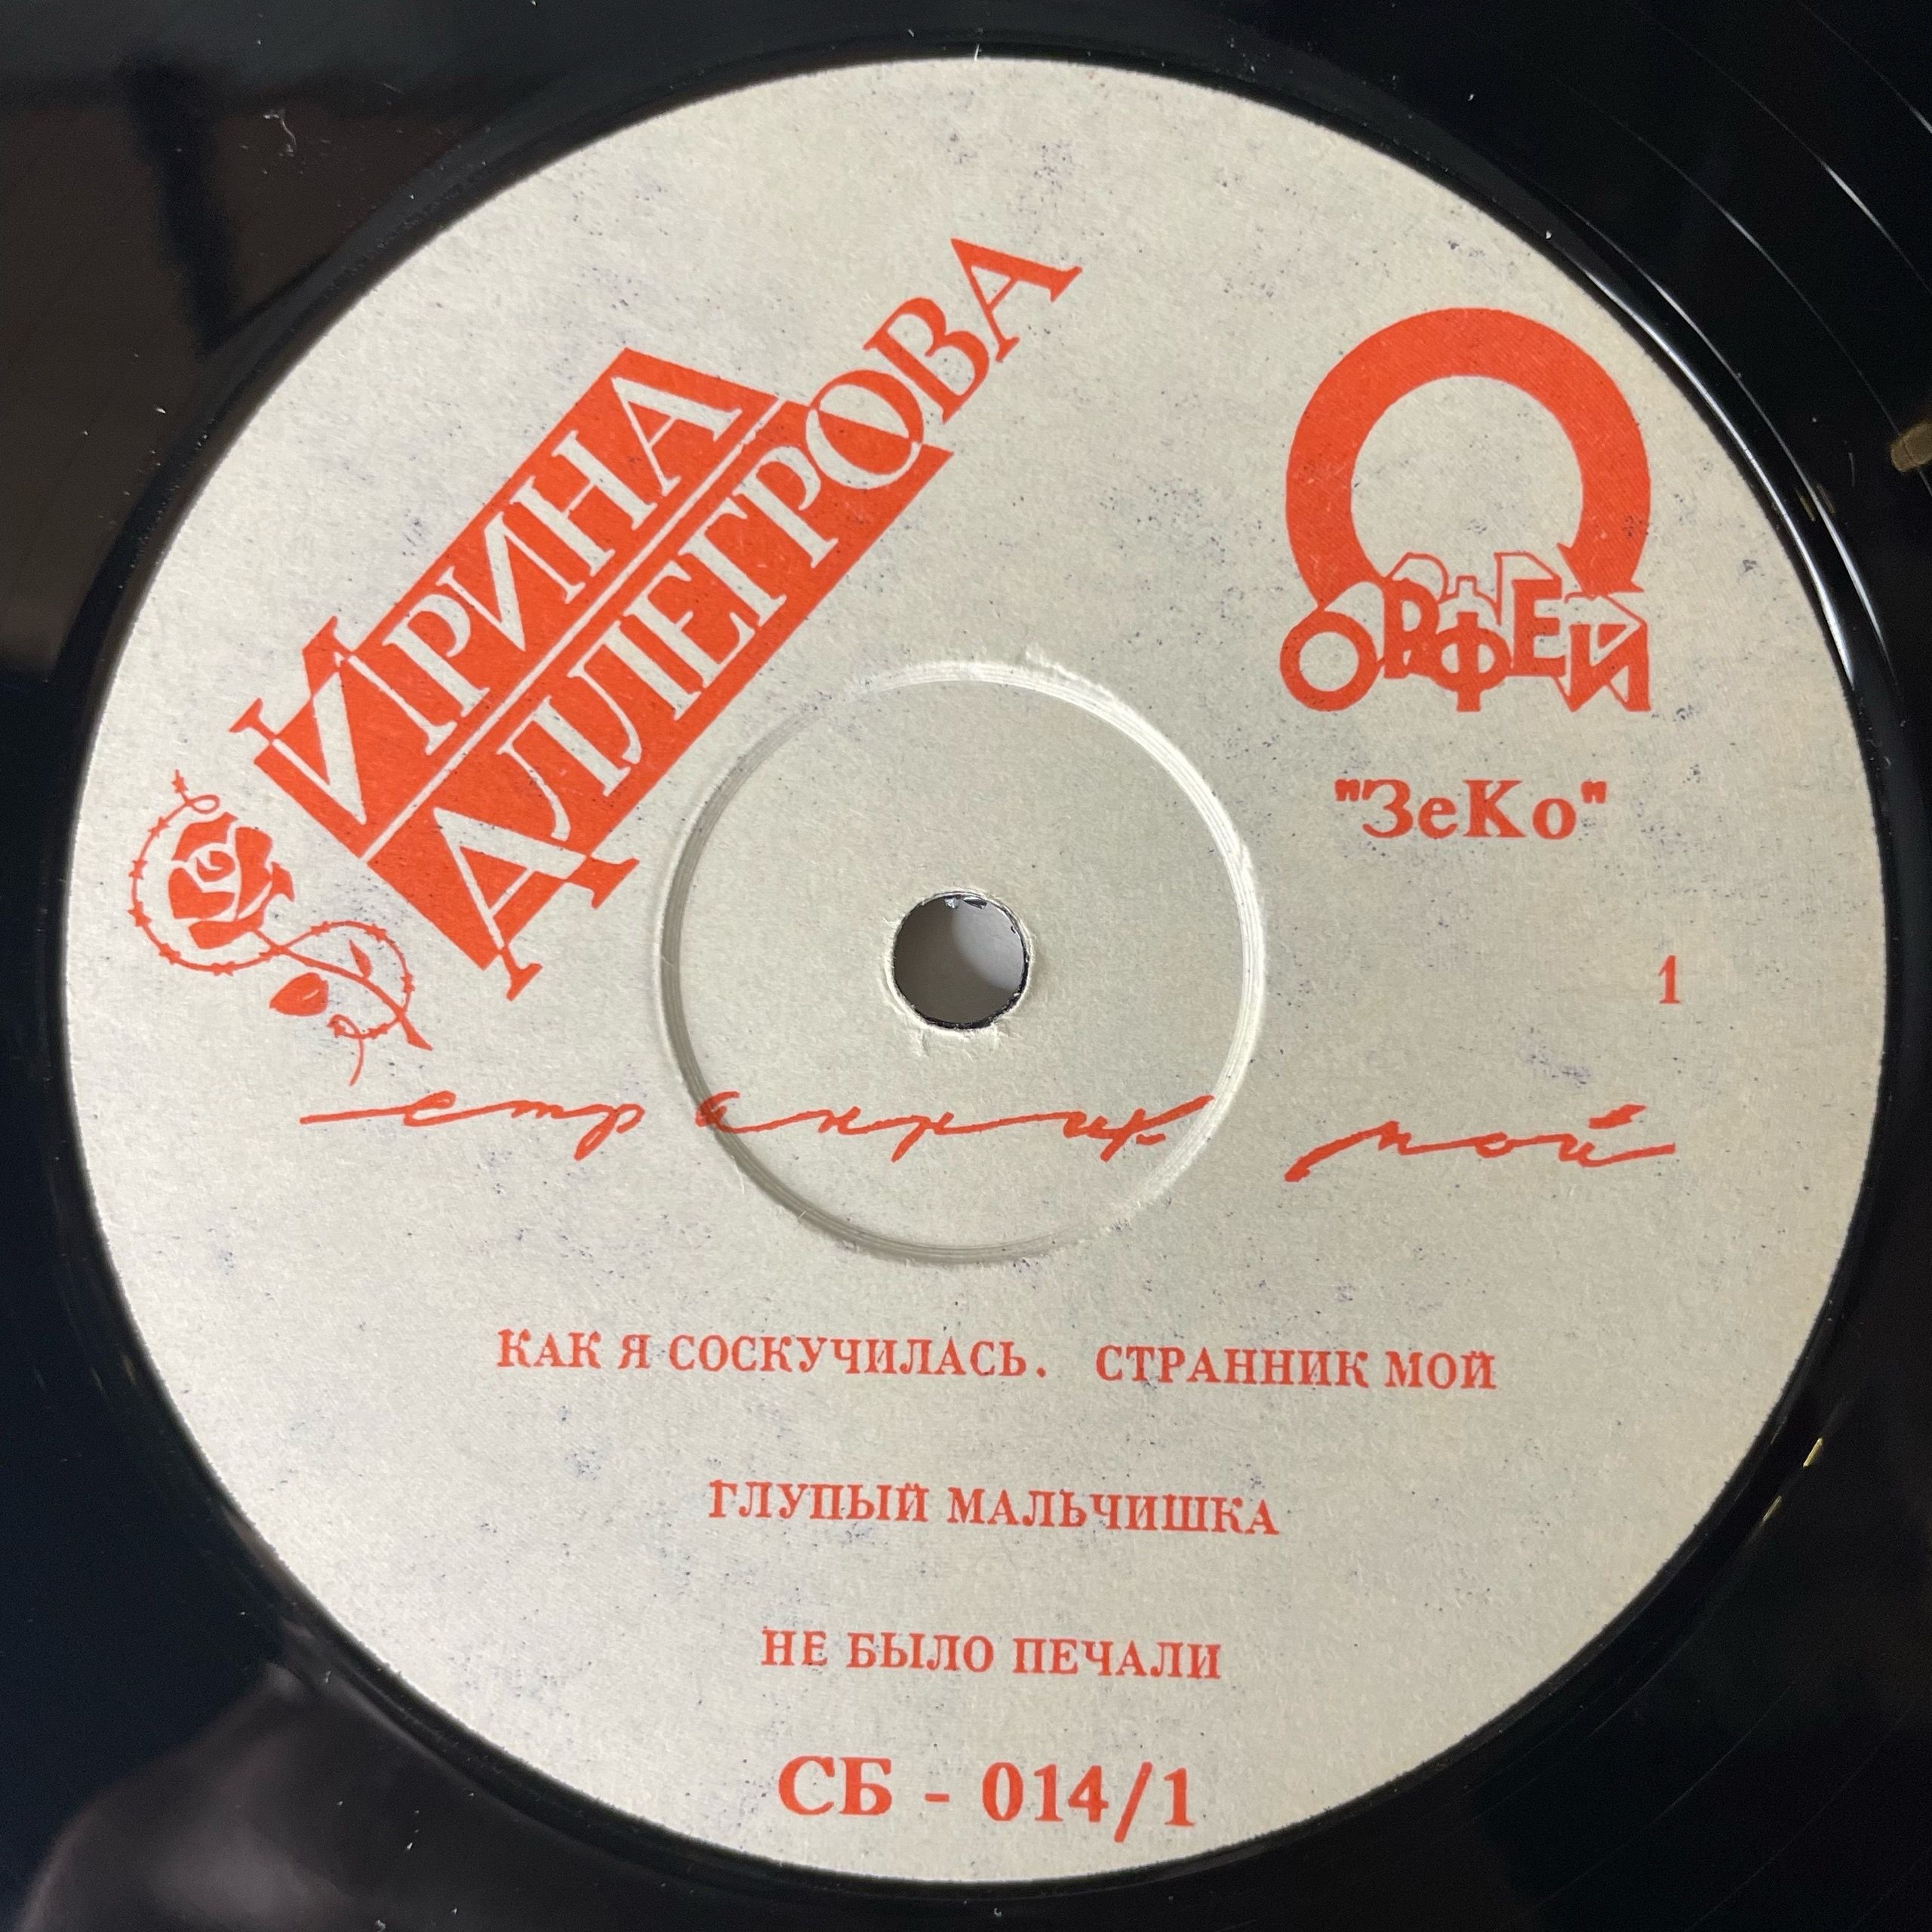 ИРИНА
АЛЛЕГРОВА
ОРФЕЙ
"ЗеКо"
1
странник мой
КАК Я СОСКУЧИЛАСЬ. СТРАННИК МОЙ
ГЛУПЫЙ МАЛЬЧИШКА
НЕ БЫЛО ПЕЧАЛИ
СБ - 014/1